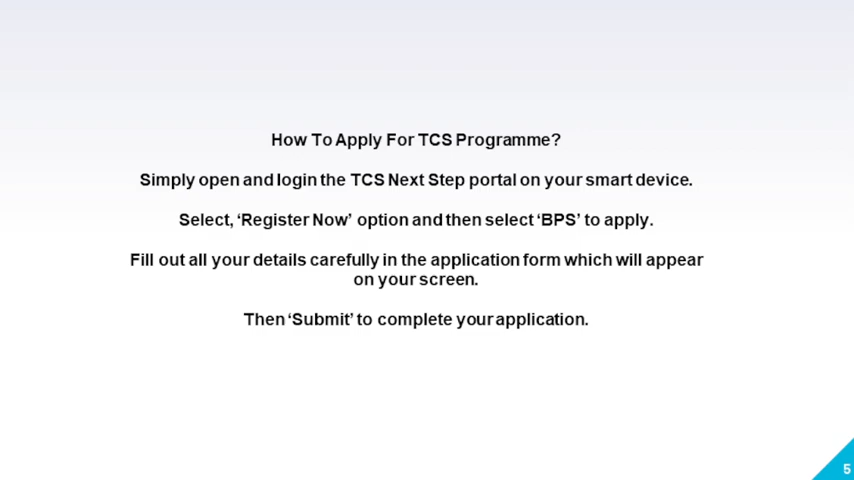 How To Apply For TCS Programme?
Simply open and login the TCS Next Step portal on your smart device.
Select, ‘Register Now’ option and then select ‘BPS’ to apply.
Fill out all your details carefully in the application form which will appear
on your screen.
Then ‘Submit’ to complete your application.
5